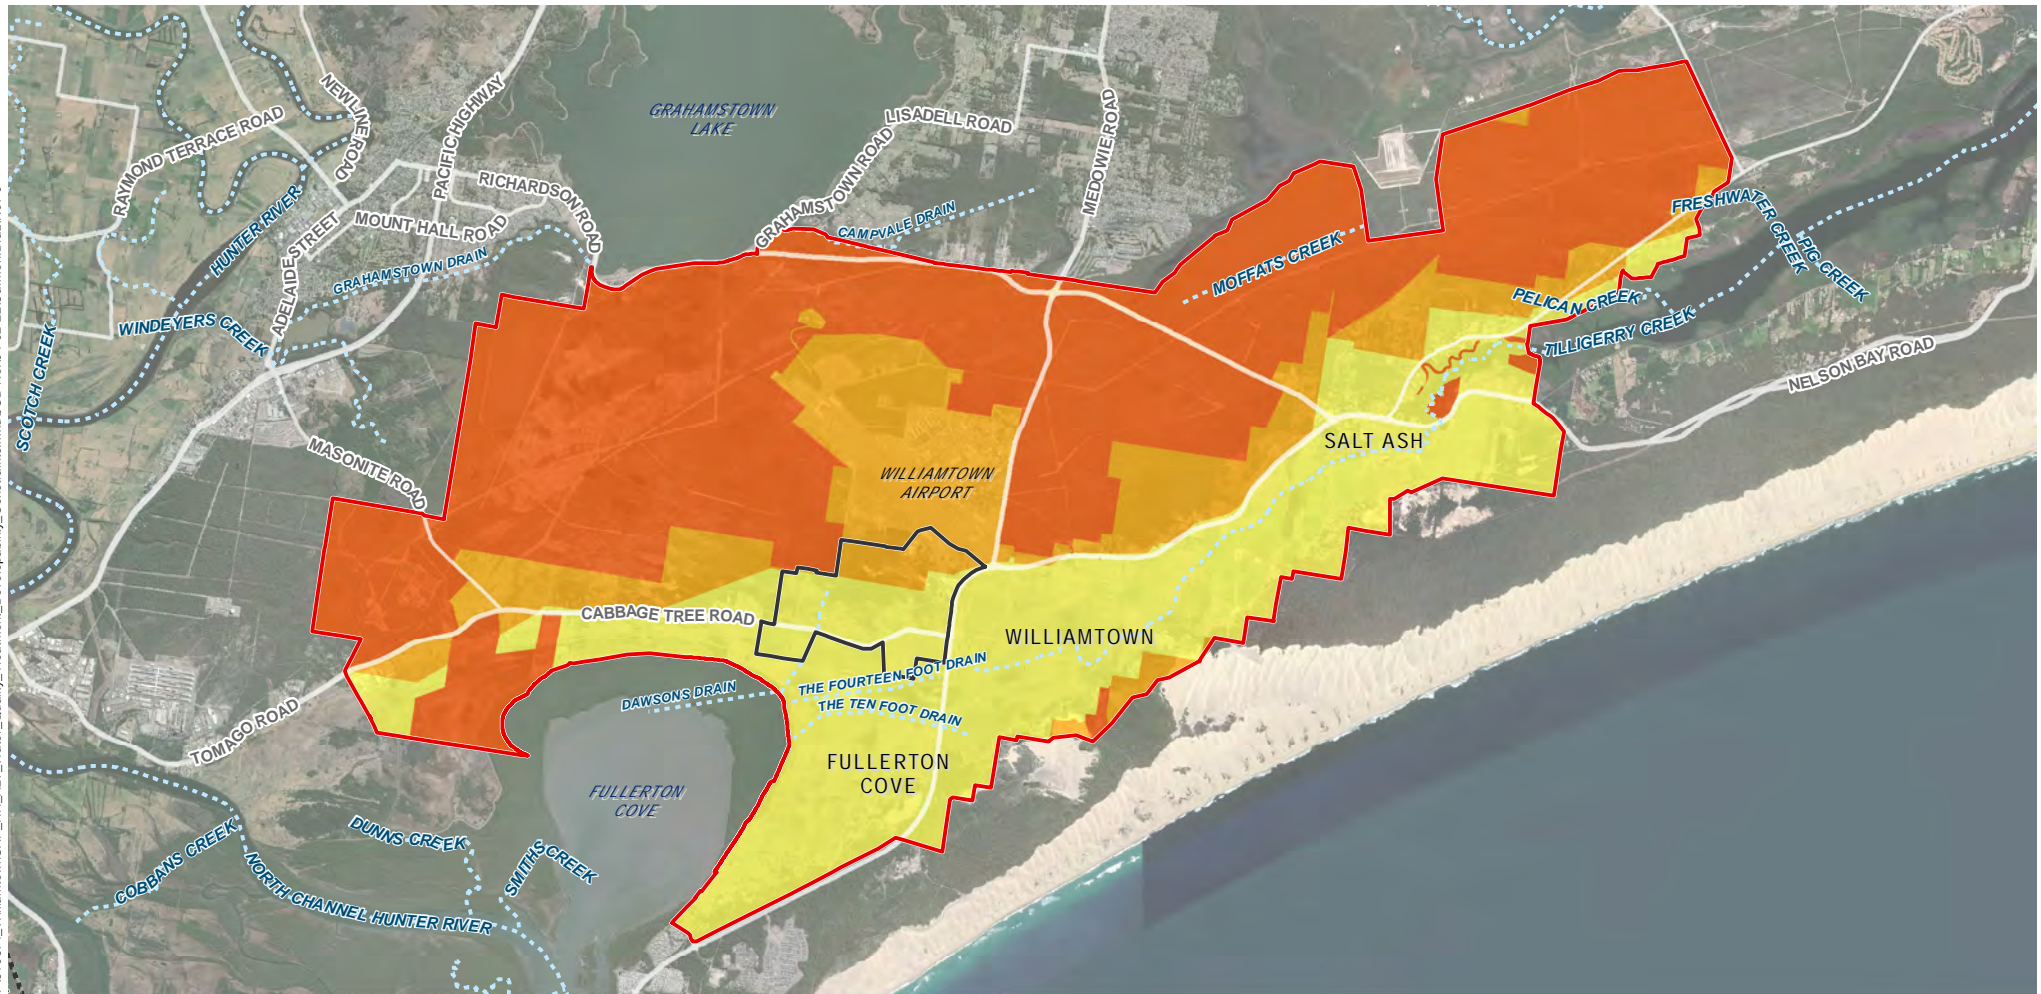 GRAHAMSTOWN
LAKE
NEWLINE ROAD
PACIFIC HIGHWAY
RAYMOND TERRACE ROAD
LISADELL ROAD
MEDOWIE ROAD
RICHARDSON ROAD
GRAHAMSTOWN ROAD
HUNTER RIVER
MOUNT HALL ROAD
ADELAIDE STREET
CAMPVALE DRAIN
GRAHAMSTOWN DRAIN
FRESHWATER CREEK
PIG CREEK
MOFFATS CREEK
PELICAN CREEK
TILLIGERRY CREEK
WINDEYERS CREEK
SCOTCH CREEK
NELSON BAY ROAD
MASONITE ROAD
SALT ASH
WILLIAMTOWN
AIRPORT
CABBAGE TREE ROAD
WILLIAMTOWN
THE FOURTEEN FOOT DRAIN
DAWSONS DRAIN
THE TEN FOOT DRAIN
TOMAGO ROAD
FULLERTON
COVE
FULLERTON
COVE
DUNNS CREEK
SMITHS CREEK
COBBANS CREEK
NORTH CHANNEL HUNTER RIVER